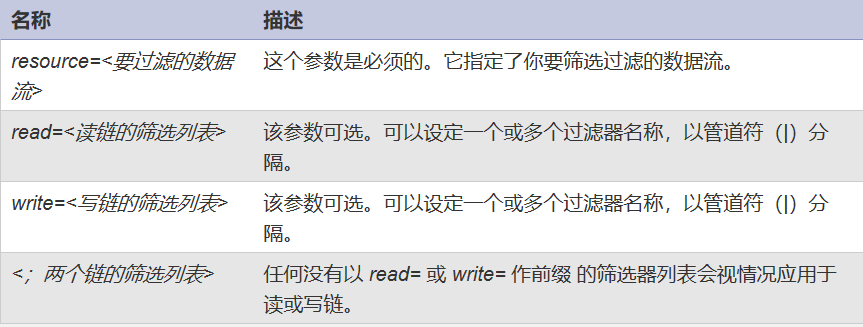 名称 描述
resource=<要过滤的数据 这个参数是必须的。它指定了你要筛选过滤的数据流。
流>
read=<读链的筛选列表> 该参数可选。可以设定一个或多个过滤器名称，以管道符（|）分
隔。
write=<写链的筛选列表> 该参数可选。可以设定一个或多个过滤器名称，以管道符（|）分
隔。
<；两个链的筛选列表> 任何没有以 read= 或 write= 作前缀 的筛选器列表会视情况应用于
读或写链。